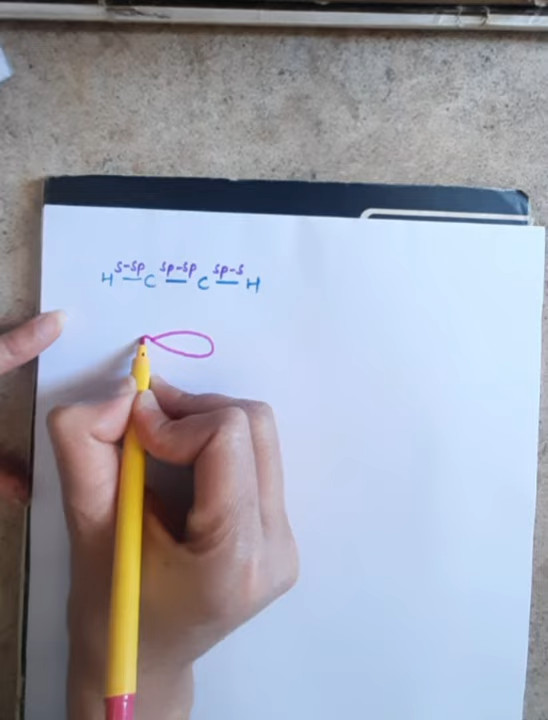 s-sp sp-sp sp-s
H — C — C — H